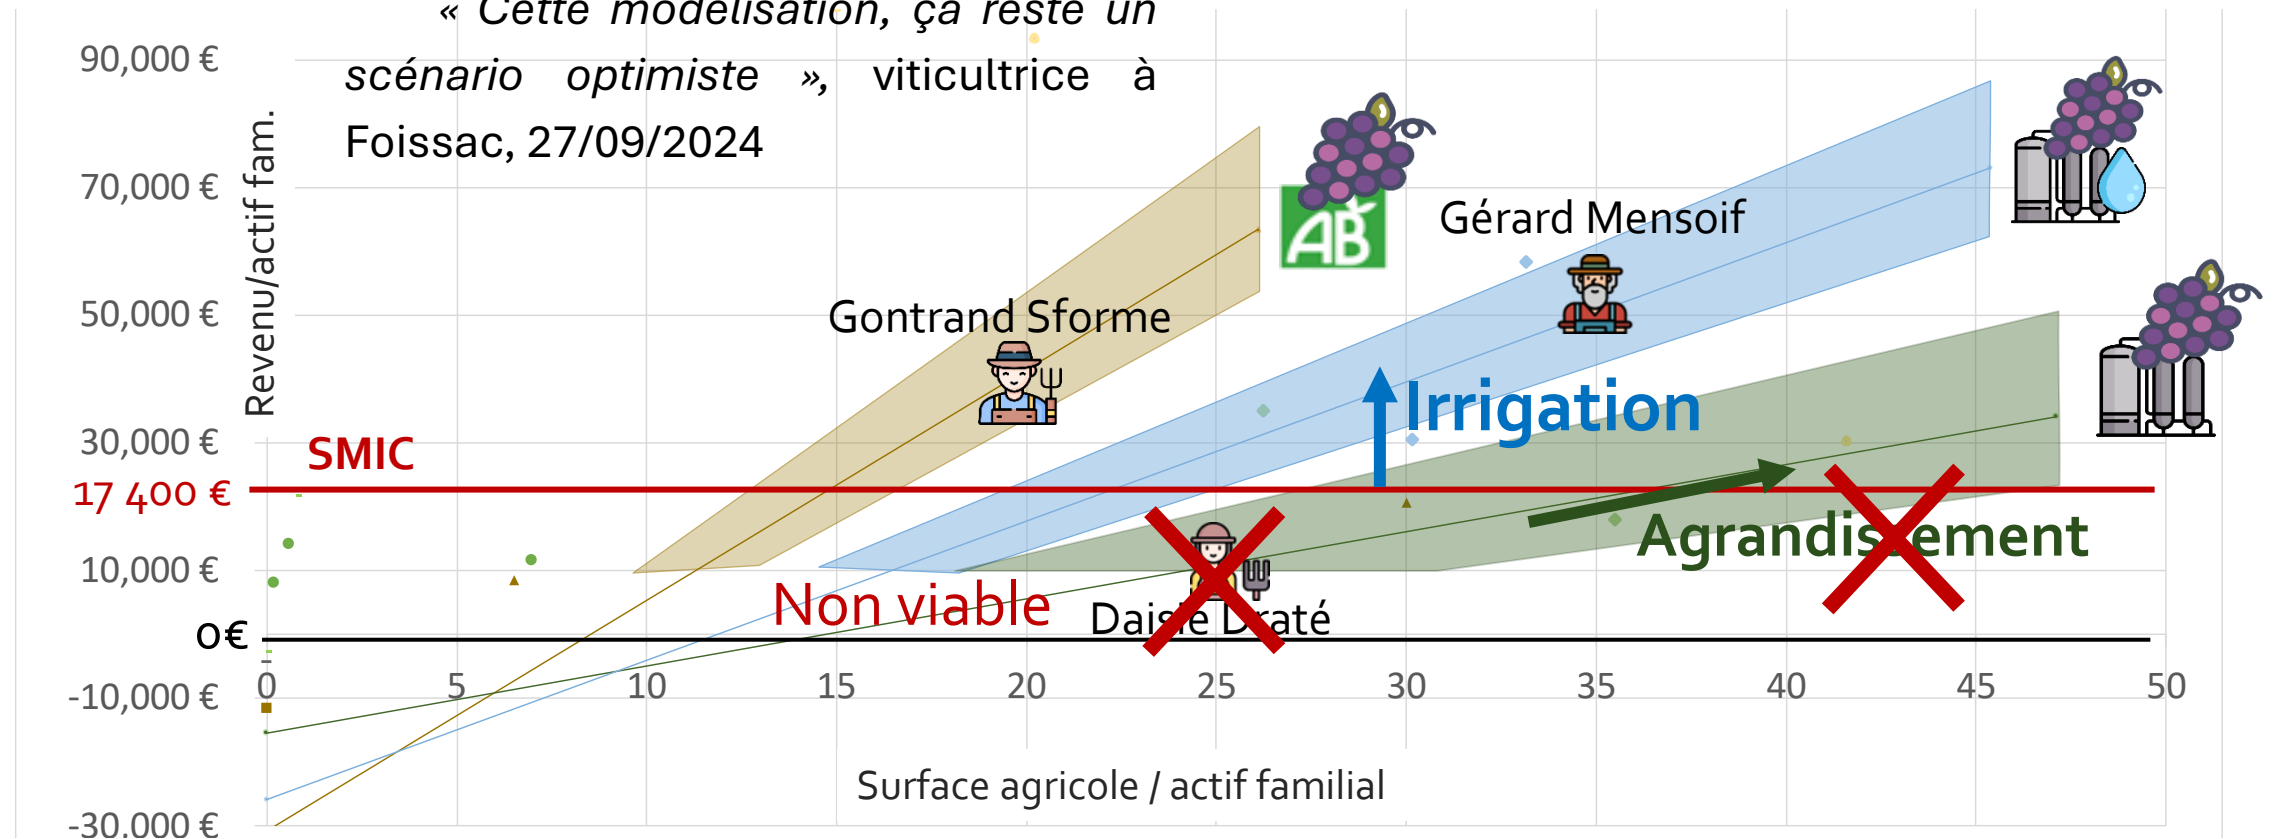 « Cette modélisation, ça reste un
scénario optimiste », viticultrice à
Foissac, 27/09/2024
Revenu/actif fam.
90,000 €
70,000 €
50,000 €
30,000 €
SMIC
17 400 €
10,000 €
0€
-10,000 €
-30,000 €
AB
Gérard Mensoif
Gontrand Sforme
Irrigation
Agrandissement
Non viable
Daisie Draté
0 5 10 15 20 25 30 35 40 45 50
Surface agricole / actif familial